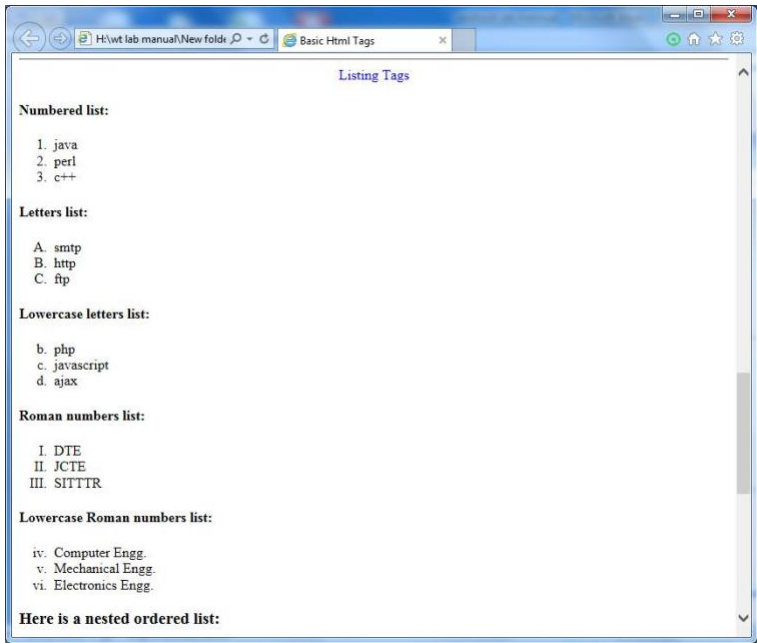 H:\wt lab manual\New folde
Basic Html Tags
Listing Tags
Numbered list:
1. java
2. perl
3. c++
Letters list:
A. smtp
B. http
C. ftp
Lowercase letters list:
b. php
c. javascript
d. ajax
Roman numbers list:
I. DTE
II. JCTE
III. SITTTR
Lowercase Roman numbers list:
iv. Computer Engg.
v. Mechanical Engg.
vi. Electronics Engg.
Here is a nested ordered list: